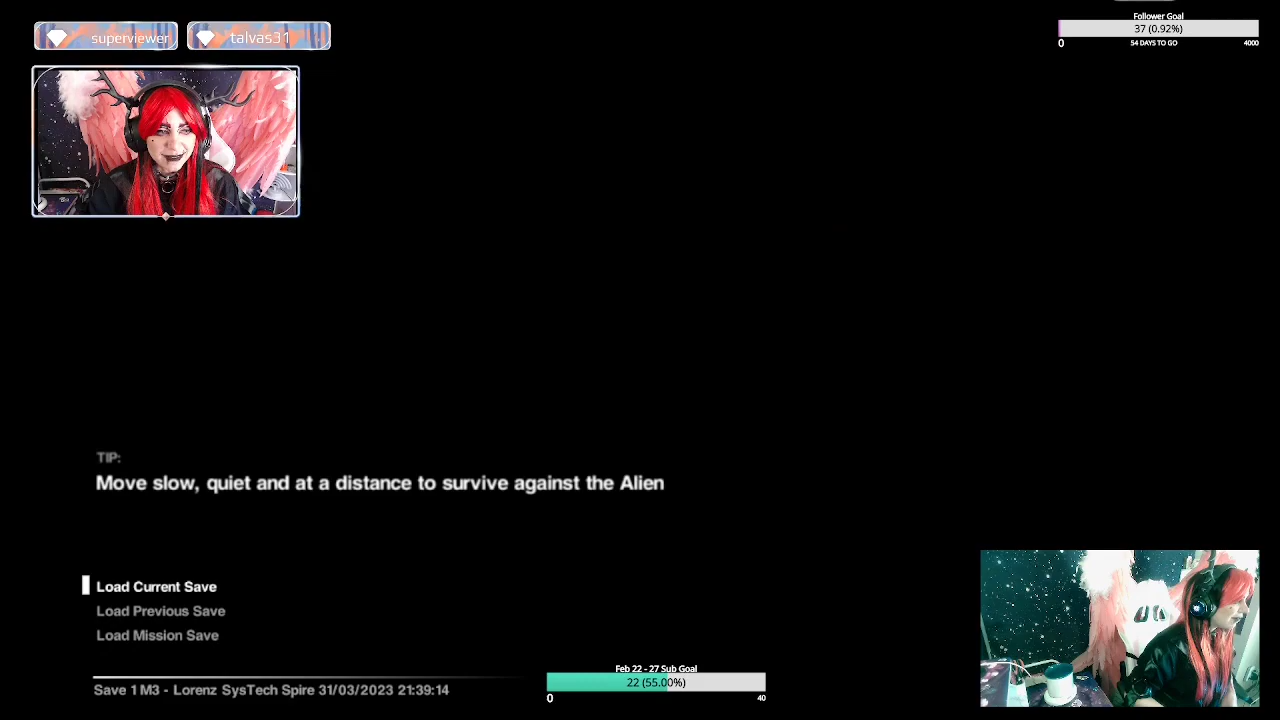 superviewer
talvas31
Follower Goal
37 (0.92%)
0
54 DAYS TO GO
4000
TIP:
Move slow, quiet and at a distance to survive against the Alien
Load Current Save
Load Previous Save
Load Mission Save
Save 1 M3 - Lorenz SysTech Spire 31/03/2023 21:39:14
Feb 22 - 27 Sub Goal
22 (55.00%)
0
40